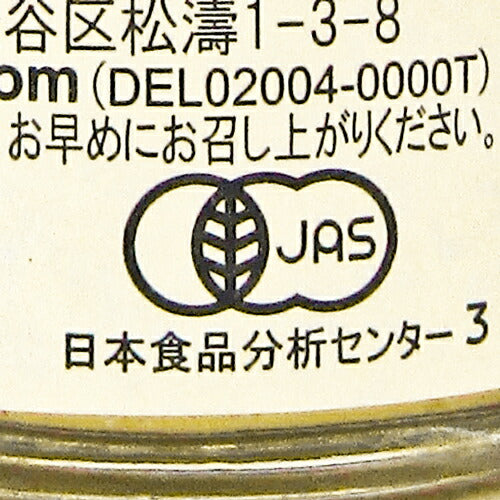 谷区松濤1-3-8
om (DEL02004-0000T)
お早めにお召し上がりください。
JAS
日本食品分析センター 3